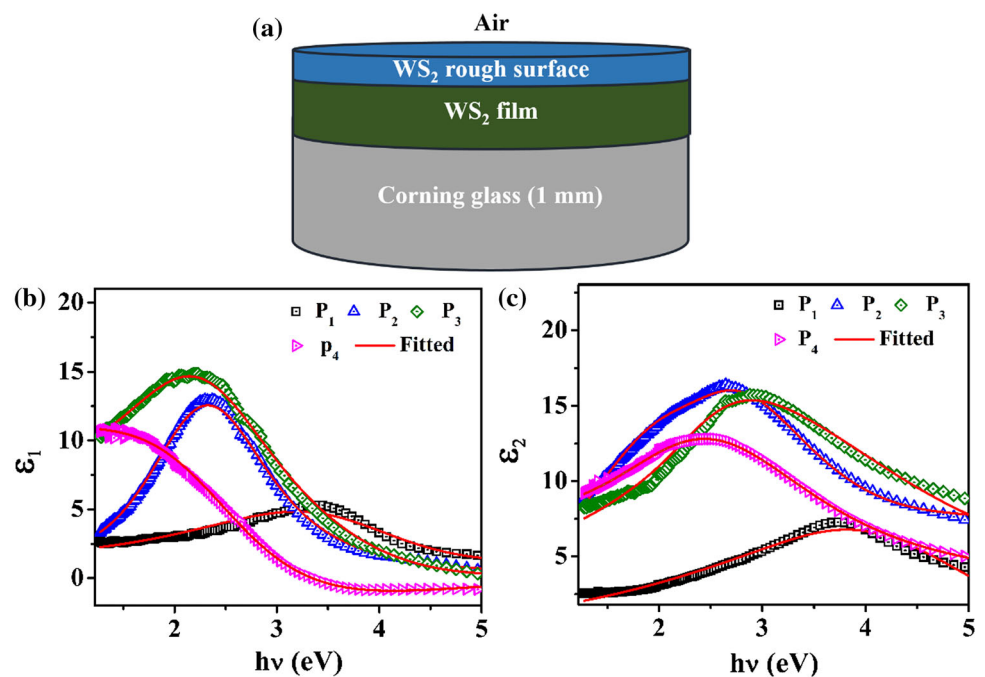 (a)
Air
WS₂ rough surface
WS₂ film
Corning glass (1 mm)
(b)
20
15
10
5
0
ε₁
P₁ P₂ P₃
p₄ Fitted
2 3 4 5
hν (eV)
(c)
20
15
10
5
ε₂
P₁ P₂ P₃
P₄ Fitted
2 3 4 5
hν (eV)